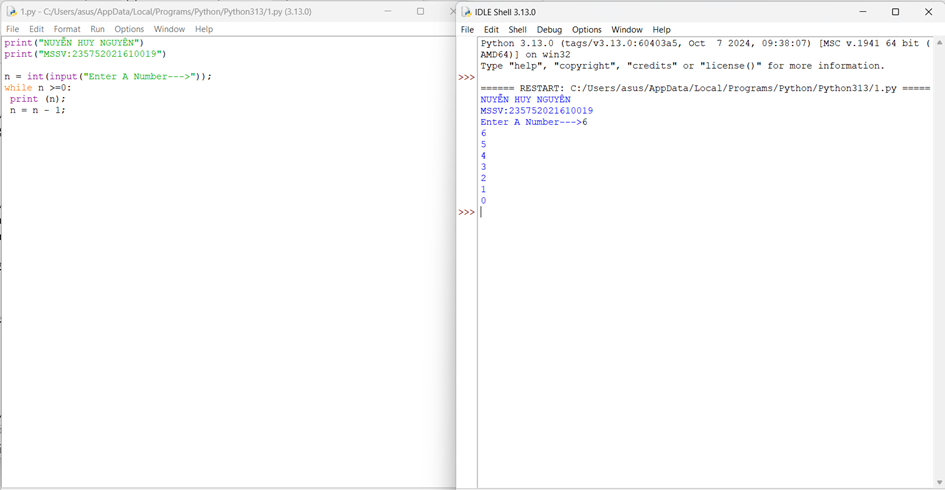 1.py - C:/Users/asus/AppData/Local/Programs/Python/Python313/1.py (3.13.0)
File Edit Format Run Options Window Help
print("NUYỄN HUY NGUYÊN")
print("MSSV:235752021610019")
n = int(input("Enter A Number--->"));
while n >=0:
 print (n);
 n = n - 1;
IDLE Shell 3.13.0
File Edit Shell Debug Options Window Help
Python 3.13.0 (tags/v3.13.0:60403a5, Oct  7 2024, 09:38:07) [MSC v.1941 64 bit (
AMD64)] on win32
Type "help", "copyright", "credits" or "license()" for more information.
>>>
====== RESTART: C:/Users/asus/AppData/Local/Programs/Python/Python313/1.py =====
NUYỄN HUY NGUYÊN
MSSV:235752021610019
Enter A Number--->6
6
5
4
3
2
1
0
>>>